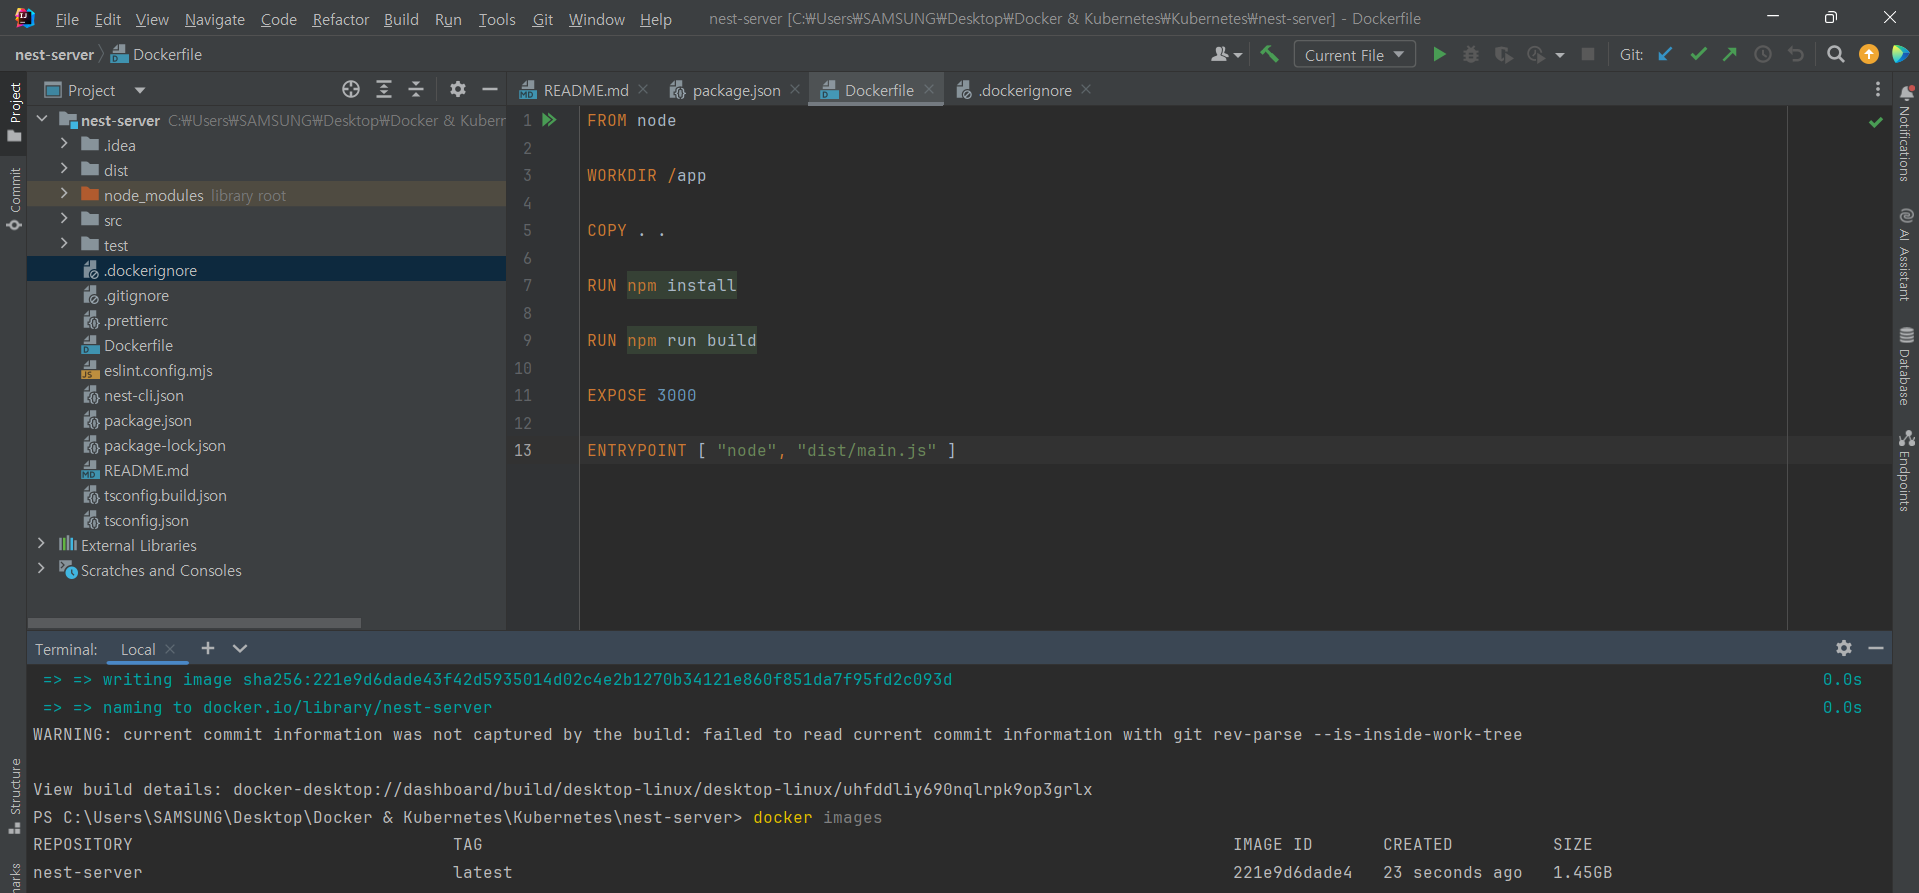 File Edit View Navigate Code Refactor Build Run Tools Git Window Help nest-server [C:₩Users₩SAMSUNG₩Desktop₩Docker & Kubernetes₩Kubernetes₩nest-server] - Dockerfile
nest-server Dockerfile Current File Git:
Project
README.md package.json Dockerfile .dockerignore
nest-server C:₩Users₩SAMSUNG₩Desktop₩Docker & Kuberr
.idea
dist
node_modules library root
src
test
.dockerignore
.gitignore
.prettierrc
Dockerfile
eslint.config.mjs
nest-cli.json
package.json
package-lock.json
README.md
tsconfig.build.json
tsconfig.json
External Libraries
Scratches and Consoles
1 FROM node
2
3 WORKDIR /app
4
5 COPY . .
6
7 RUN npm install
8
9 RUN npm run build
10
11 EXPOSE 3000
12
13 ENTRYPOINT [ "node", "dist/main.js" ]
Project
Commit
Structure
marks
Notifications
AI Assistant
Database
Endpoints
Terminal: Local
=> => writing image sha256:221e9d6dade43f42d5935014d02c4e2b1270b34121e860f851da7f95fd2c093d 0.0s
=> => naming to docker.io/library/nest-server 0.0s
WARNING: current commit information was not captured by the build: failed to read current commit information with git rev-parse --is-inside-work-tree
View build details: docker-desktop://dashboard/build/desktop-linux/desktop-linux/uhfddliy690nqlrpk9op3grlx
PS C:\Users\SAMSUNG\Desktop\Docker & Kubernetes\Kubernetes\nest-server> docker images
REPOSITORY TAG IMAGE ID CREATED SIZE
nest-server latest 221e9d6dade4 23 seconds ago 1.45GB